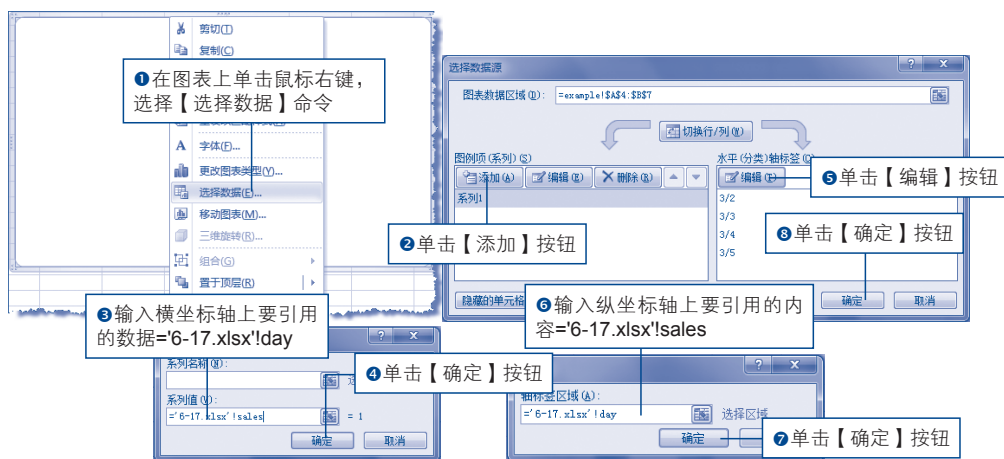 剪切(T)
复制(C)
❶在图表上单击鼠标右键，
选择【选择数据】命令
字体(F)...
更改图表类型(Y)...
选择数据(E)...
移动图表(M)...
三维旋转(R)...
组合(G)
置于顶层(R)
选择数据源
图表数据区域(D): =example!$A$4:$B$7
切换行/列(W)
图例项(系列)(S)
添加(A) 编辑(E) 删除(R)
系列1
❷单击【添加】按钮
水平(分类)轴标签(C)
编辑(T)
❺单击【编辑】按钮
3/2
3/3
3/4
3/5
❽单击【确定】按钮
隐藏的单元格
确定 取消
❸输入横坐标轴上要引用
的数据='6-17.xlsx'!day
系列名称(N):
❹单击【确定】按钮
系列值(V):
='6-17.xlsx'!sales = 1
确定 取消
❻输入纵坐标轴上要引用的内
容='6-17.xlsx'!sales
轴标签区域(A):
='6-17.xlsx'!day 选择区域
确定
❼单击【确定】按钮